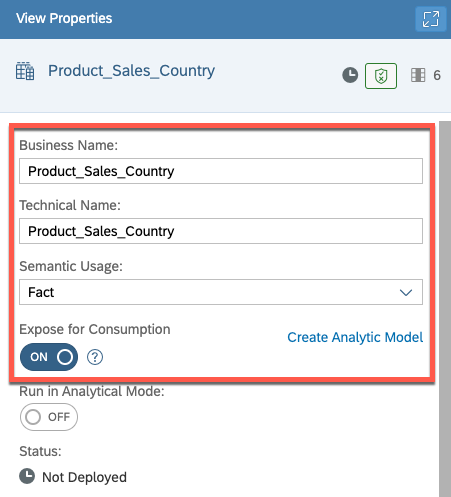 View Properties
Product_Sales_Country
6
Business Name:
Product_Sales_Country
Technical Name:
Product_Sales_Country
Semantic Usage:
Fact
Expose for Consumption
Create Analytic Model
ON ?
Run in Analytical Mode:
OFF
Status:
Not Deployed